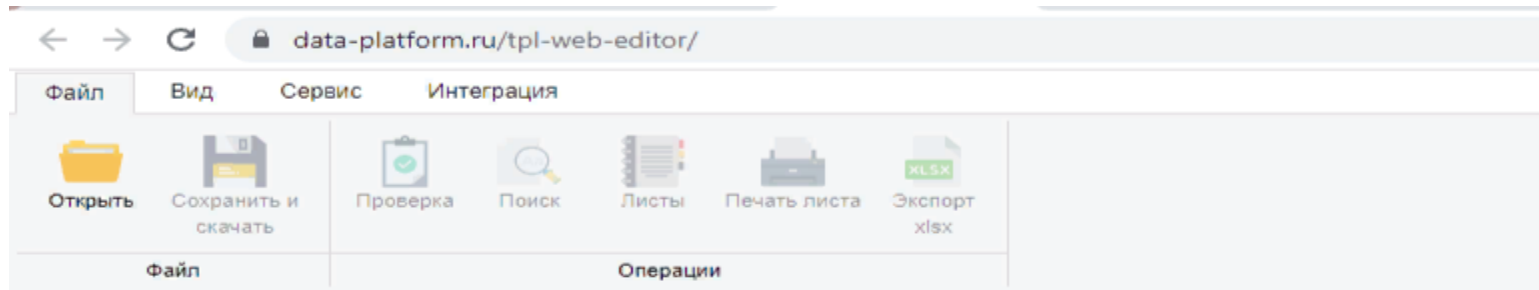 data-platform.ru/tpl-web-editor/
Файл Вид Сервис Интеграция
XLSX
Открыть Сохранить и Проверка Поиск Листы Печать листа Экспорт
скачать xlsx
Файл Операции